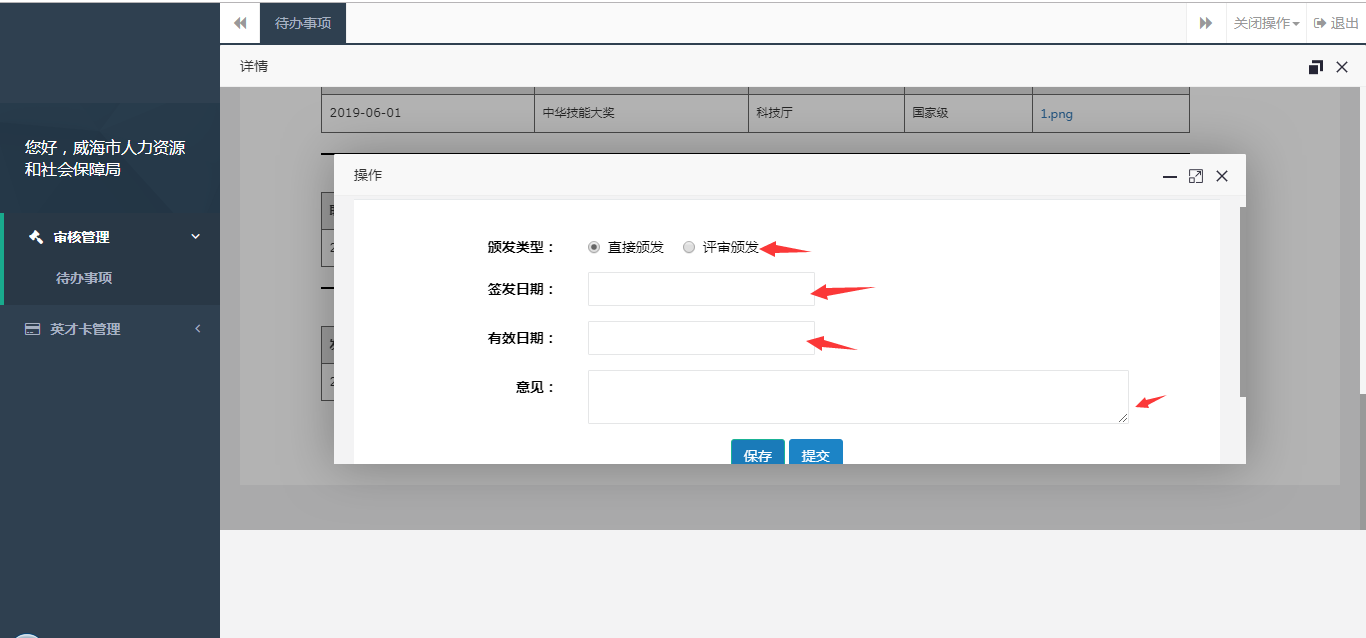 待办事项
关闭操作
退出
详情
您好，威海市人力资源
和社会保障局
审核管理
待办事项
英才卡管理
2019-06-01 中华技能大奖 科技厅 国家级 1.png
操作
颁发类型： 直接颁发 评审颁发
签发日期：
有效日期：
意见：
保存 提交